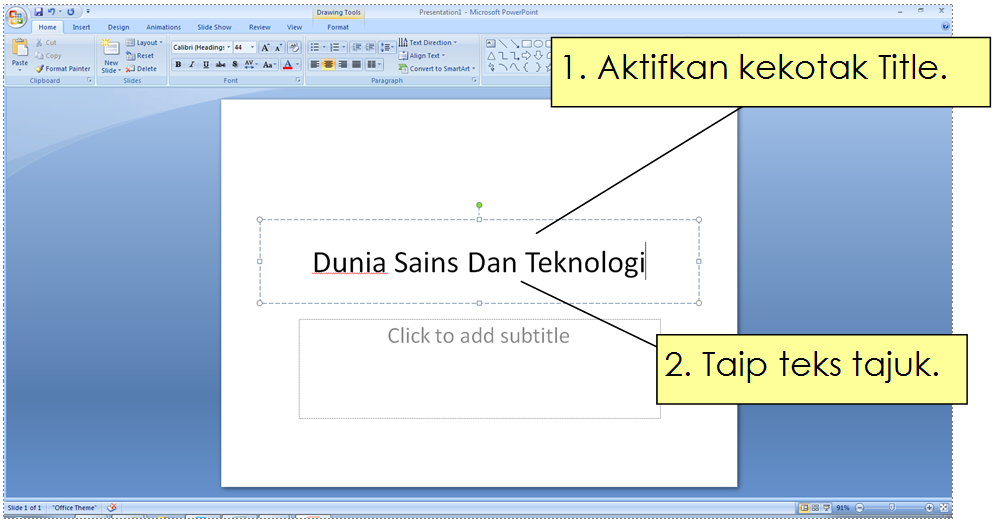 Drawing Tools
Presentation1 - Microsoft PowerPoint
Home Insert Design Animations Slide Show Review View Format
Cut
Copy
Format Painter
Paste
Clipboard
New
Slide
Layout
Reset
Delete
Slides
Calibri (Headings) 44
B I U abe S AV Aa A
Font
Text Direction
Align Text
Convert to SmartArt
Paragraph
1. Aktifkan kekotak Title.
Dunia Sains Dan Teknologi
Click to add subtitle
2. Taip teks tajuk.
Slide 1 of 1 "Office Theme" 91%